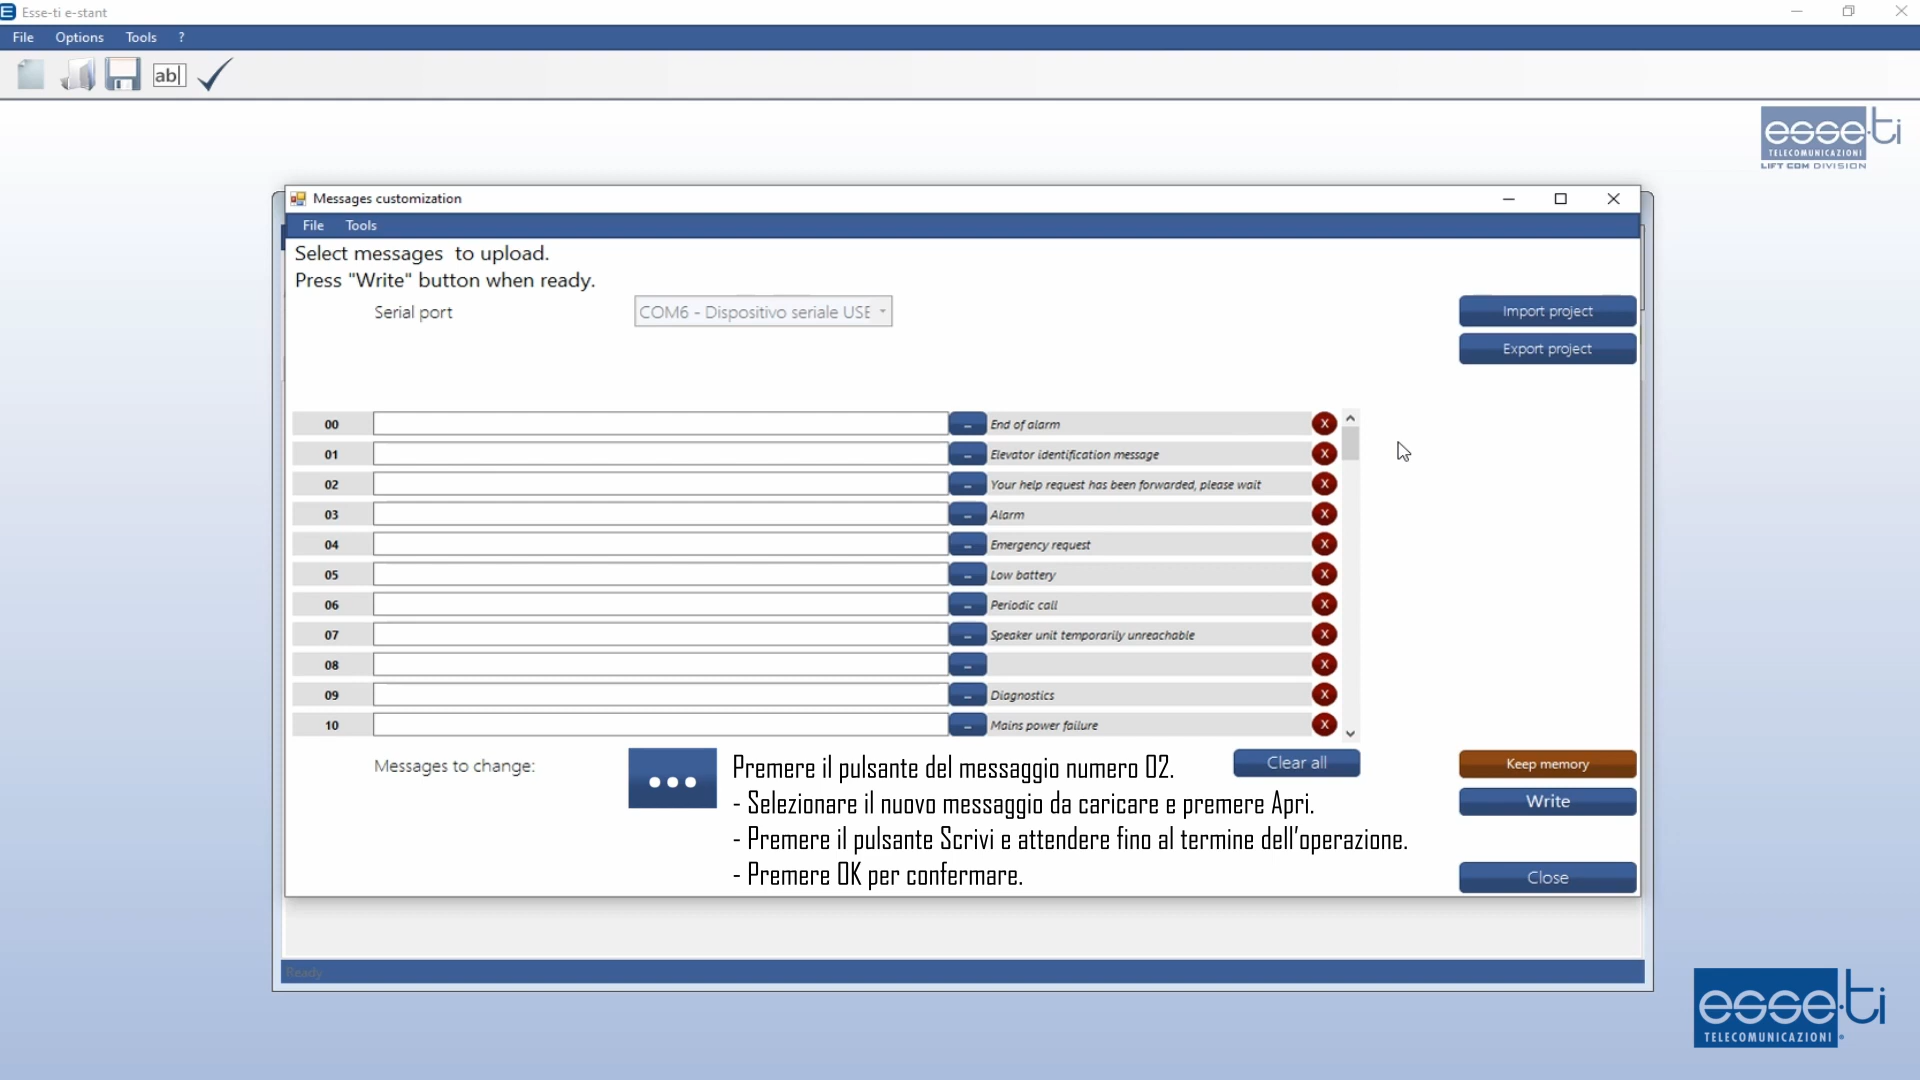 Esse-ti e-stant
File Options Tools ?
ab|
esse-ti
TELECOMUNICAZIONI
LIFT COM DIVISION
Messages customization
File Tools
Select messages to upload.
Press "Write" button when ready.
Serial port COM6 - Dispositivo seriale USB
Import project
Export project
00 ... End of alarm X
01 ... Elevator identification message X
02 ... Your help request has been forwarded, please wait X
03 ... Alarm X
04 ... Emergency request X
05 ... Low battery X
06 ... Periodic call X
07 ... Speaker unit temporarily unreachable X
08 ... X
09 ... Diagnostics X
10 ... Mains power failure X
Messages to change:
...
Premere il pulsante del messaggio numero 02.
- Selezionare il nuovo messaggio da caricare e premere Apri.
- Premere il pulsante Scrivi e attendere fino al termine dell'operazione.
- Premere OK per confermare.
Clear all
Keep memory
Write
Close
Ready
esse-ti
TELECOMUNICAZIONI